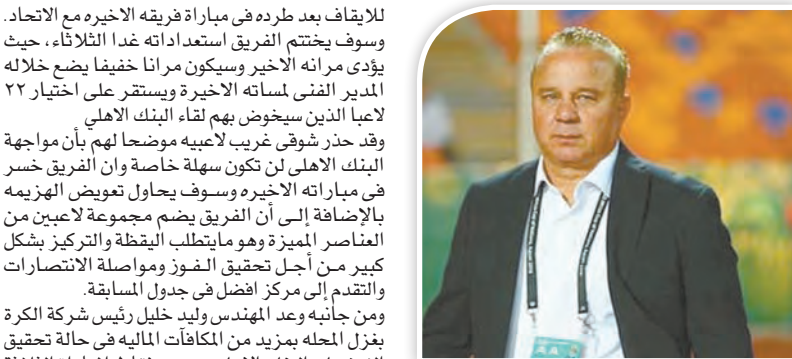 للايقاف بعد طرده فى مباراة فريقه الاخيره مع الاتحاد.
وسوف يختتم الفريق استعداداته غدا الثلاثاء، حيث
يؤدى مرانه الاخير وسيكون مرانا خفيفا يضع خلاله
المدير الفنى لمساته الاخيرة ويستقر على اختيار ٢٢
لاعبا الذين سيخوض بهم لقاء البنك الاهلي
وقد حذر شوقى غريب لاعبيه موضحا لهم بأن مواجهة
البنك الاهلى لن تكون سهلة خاصة وان الفريق خسر
فى مباراته الاخيره وسوف يحاول تعويض الهزيمه
بالإضافة إلى أن الفريق يضم مجموعة لاعبين من
العناصر المميزة وهو مايتطلب اليقظة والتركيز بشكل
كبير من أجل تحقيق الفوز ومواصلة الانتصارات
والتقدم إلى مركز افضل فى جدول المسابقة.
ومن جانبه وعد المهندس وليد خليل رئيس شركة الكرة
بغزل المحله بمزيد من المكافآت الماليه فى حالة تحقيق